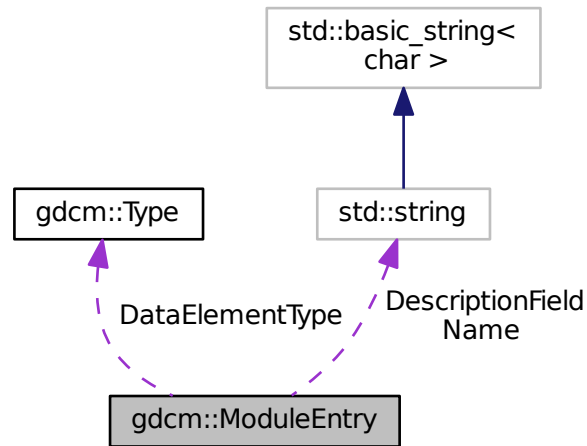 std::basic_string<
char >
gdcm::Type
std::string
DataElementType
DescriptionField
Name
gdcm::ModuleEntry